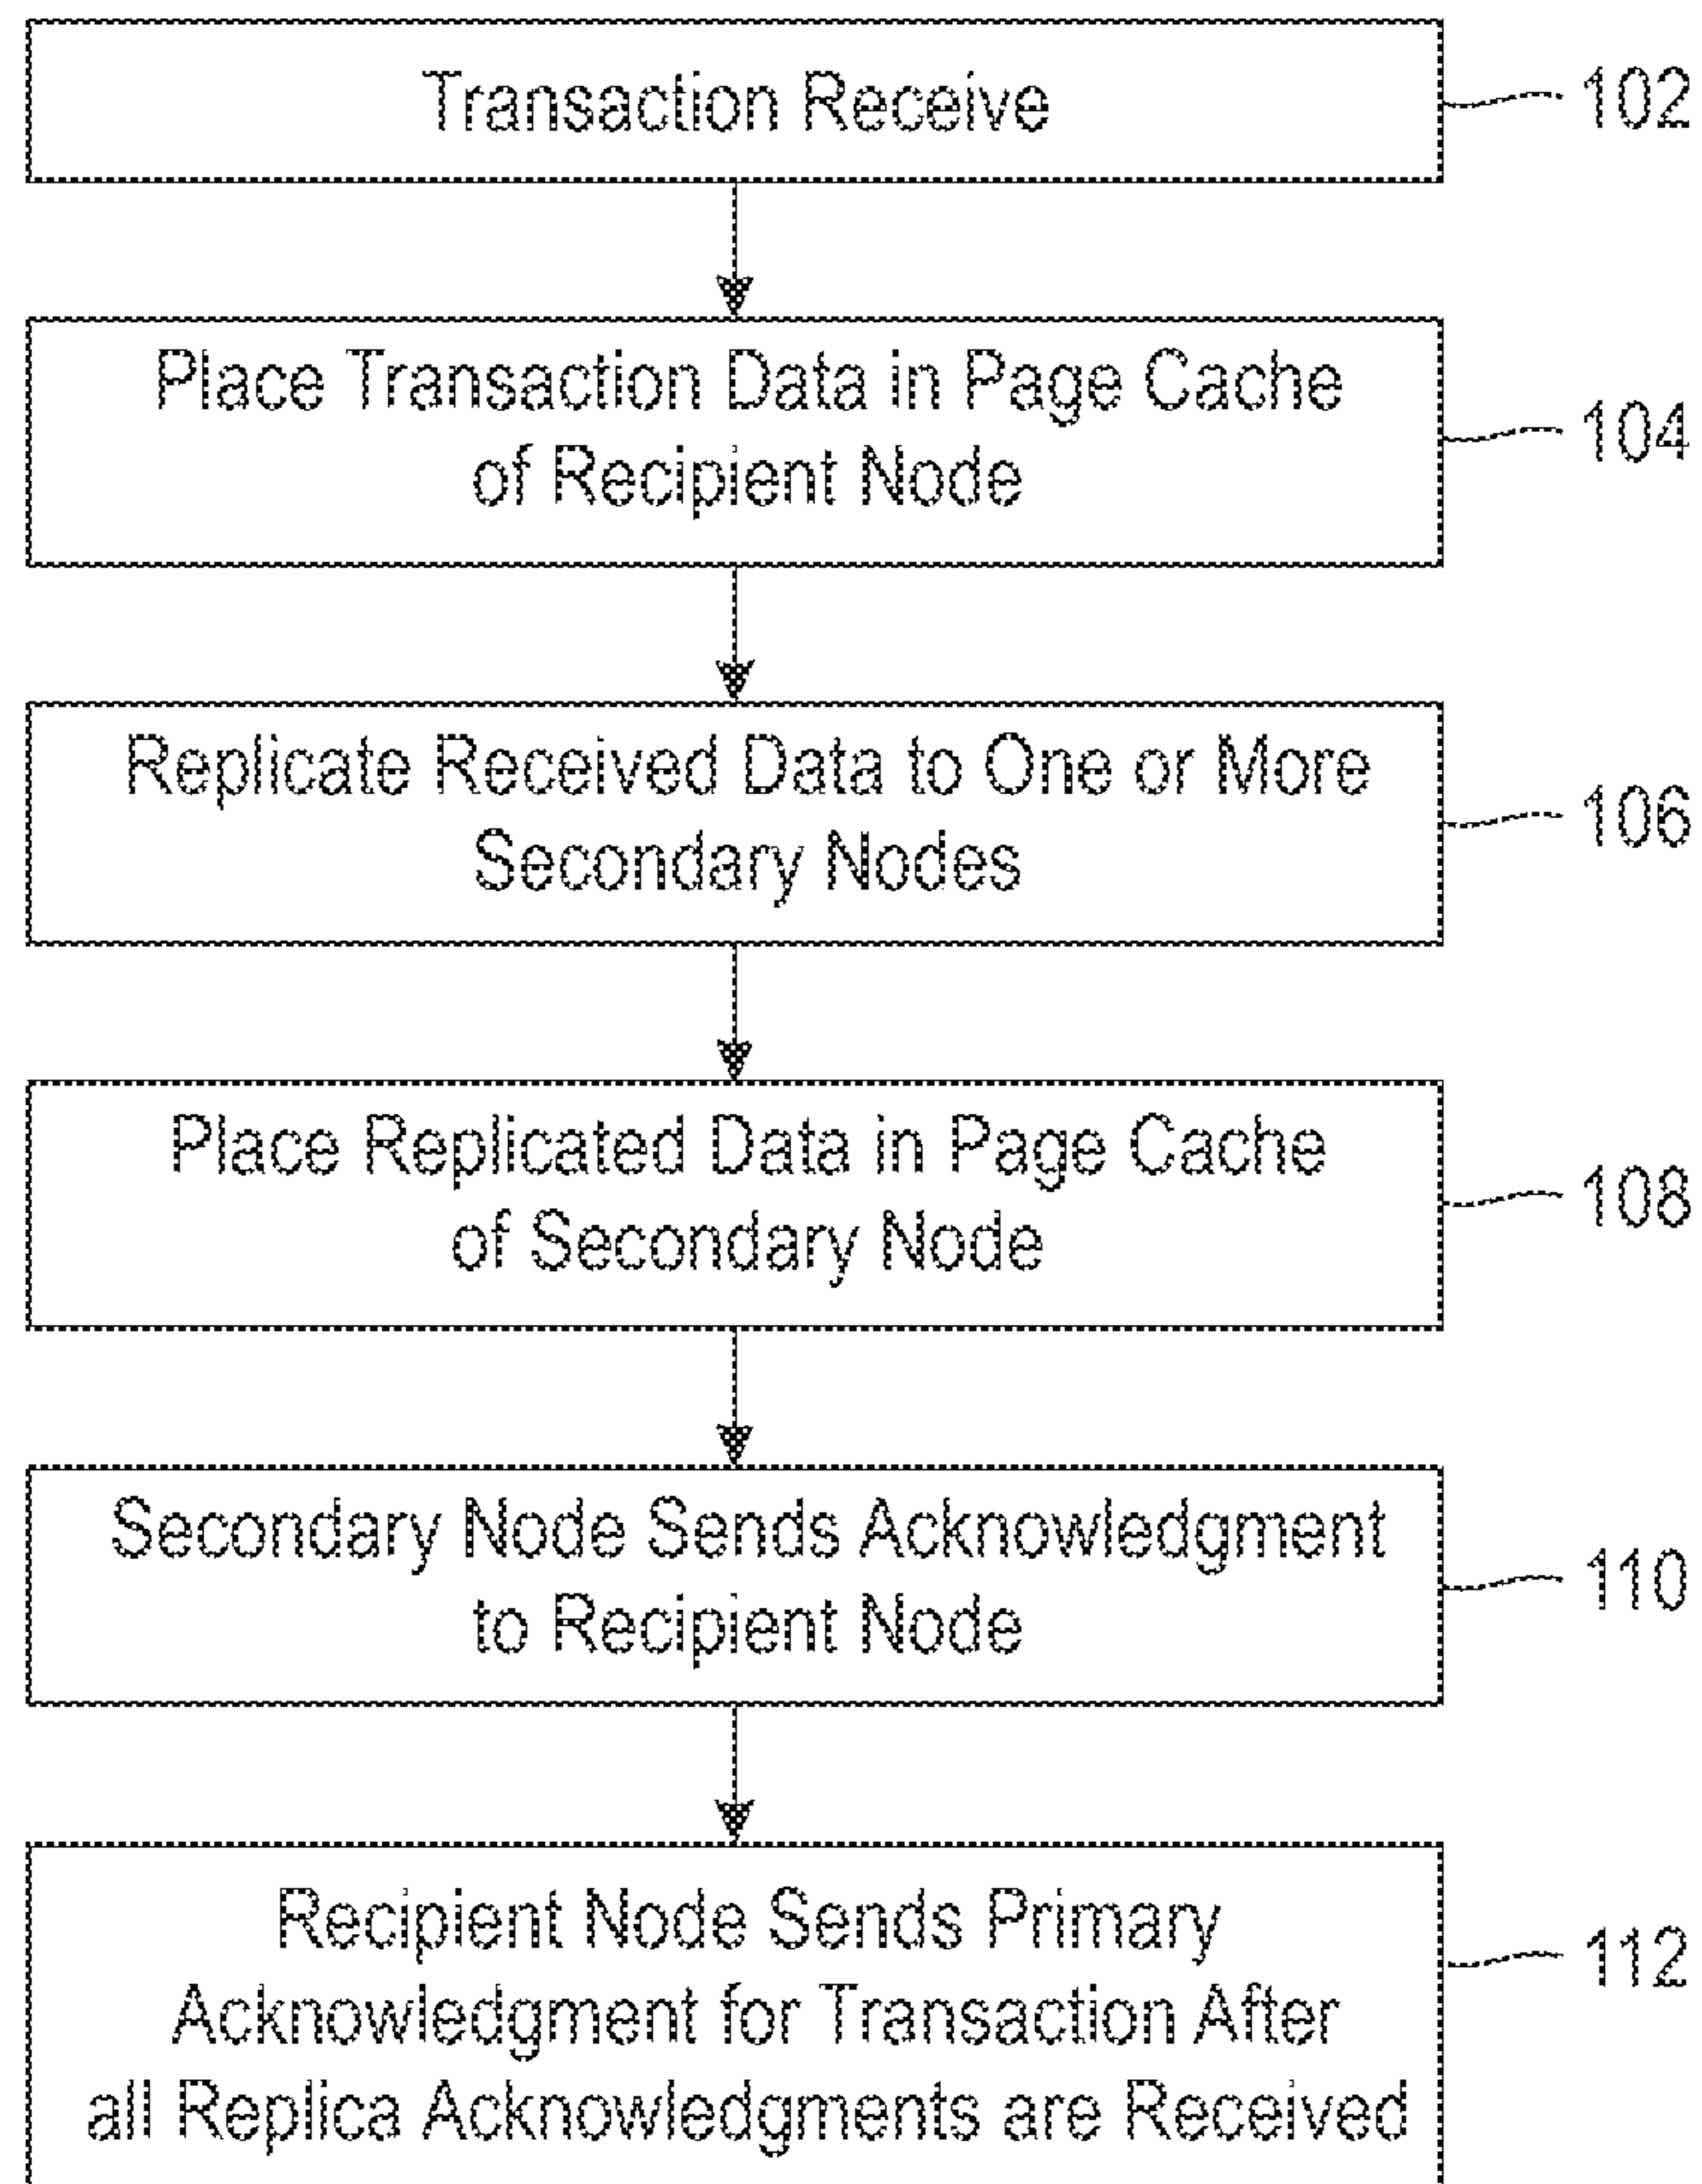 Transaction Receive
102
Place Transaction Data in Page Cache
of Recipient Node
104
Replicate Received Data to One or More
Secondary Nodes
106
Place Replicated Data in Page Cache
of Secondary Node
108
Secondary Node Sends Acknowledgment
to Recipient Node
110
Recipient Node Sends Primary
Acknowledgment for Transaction After
all Replica Acknowledgments are Received
112